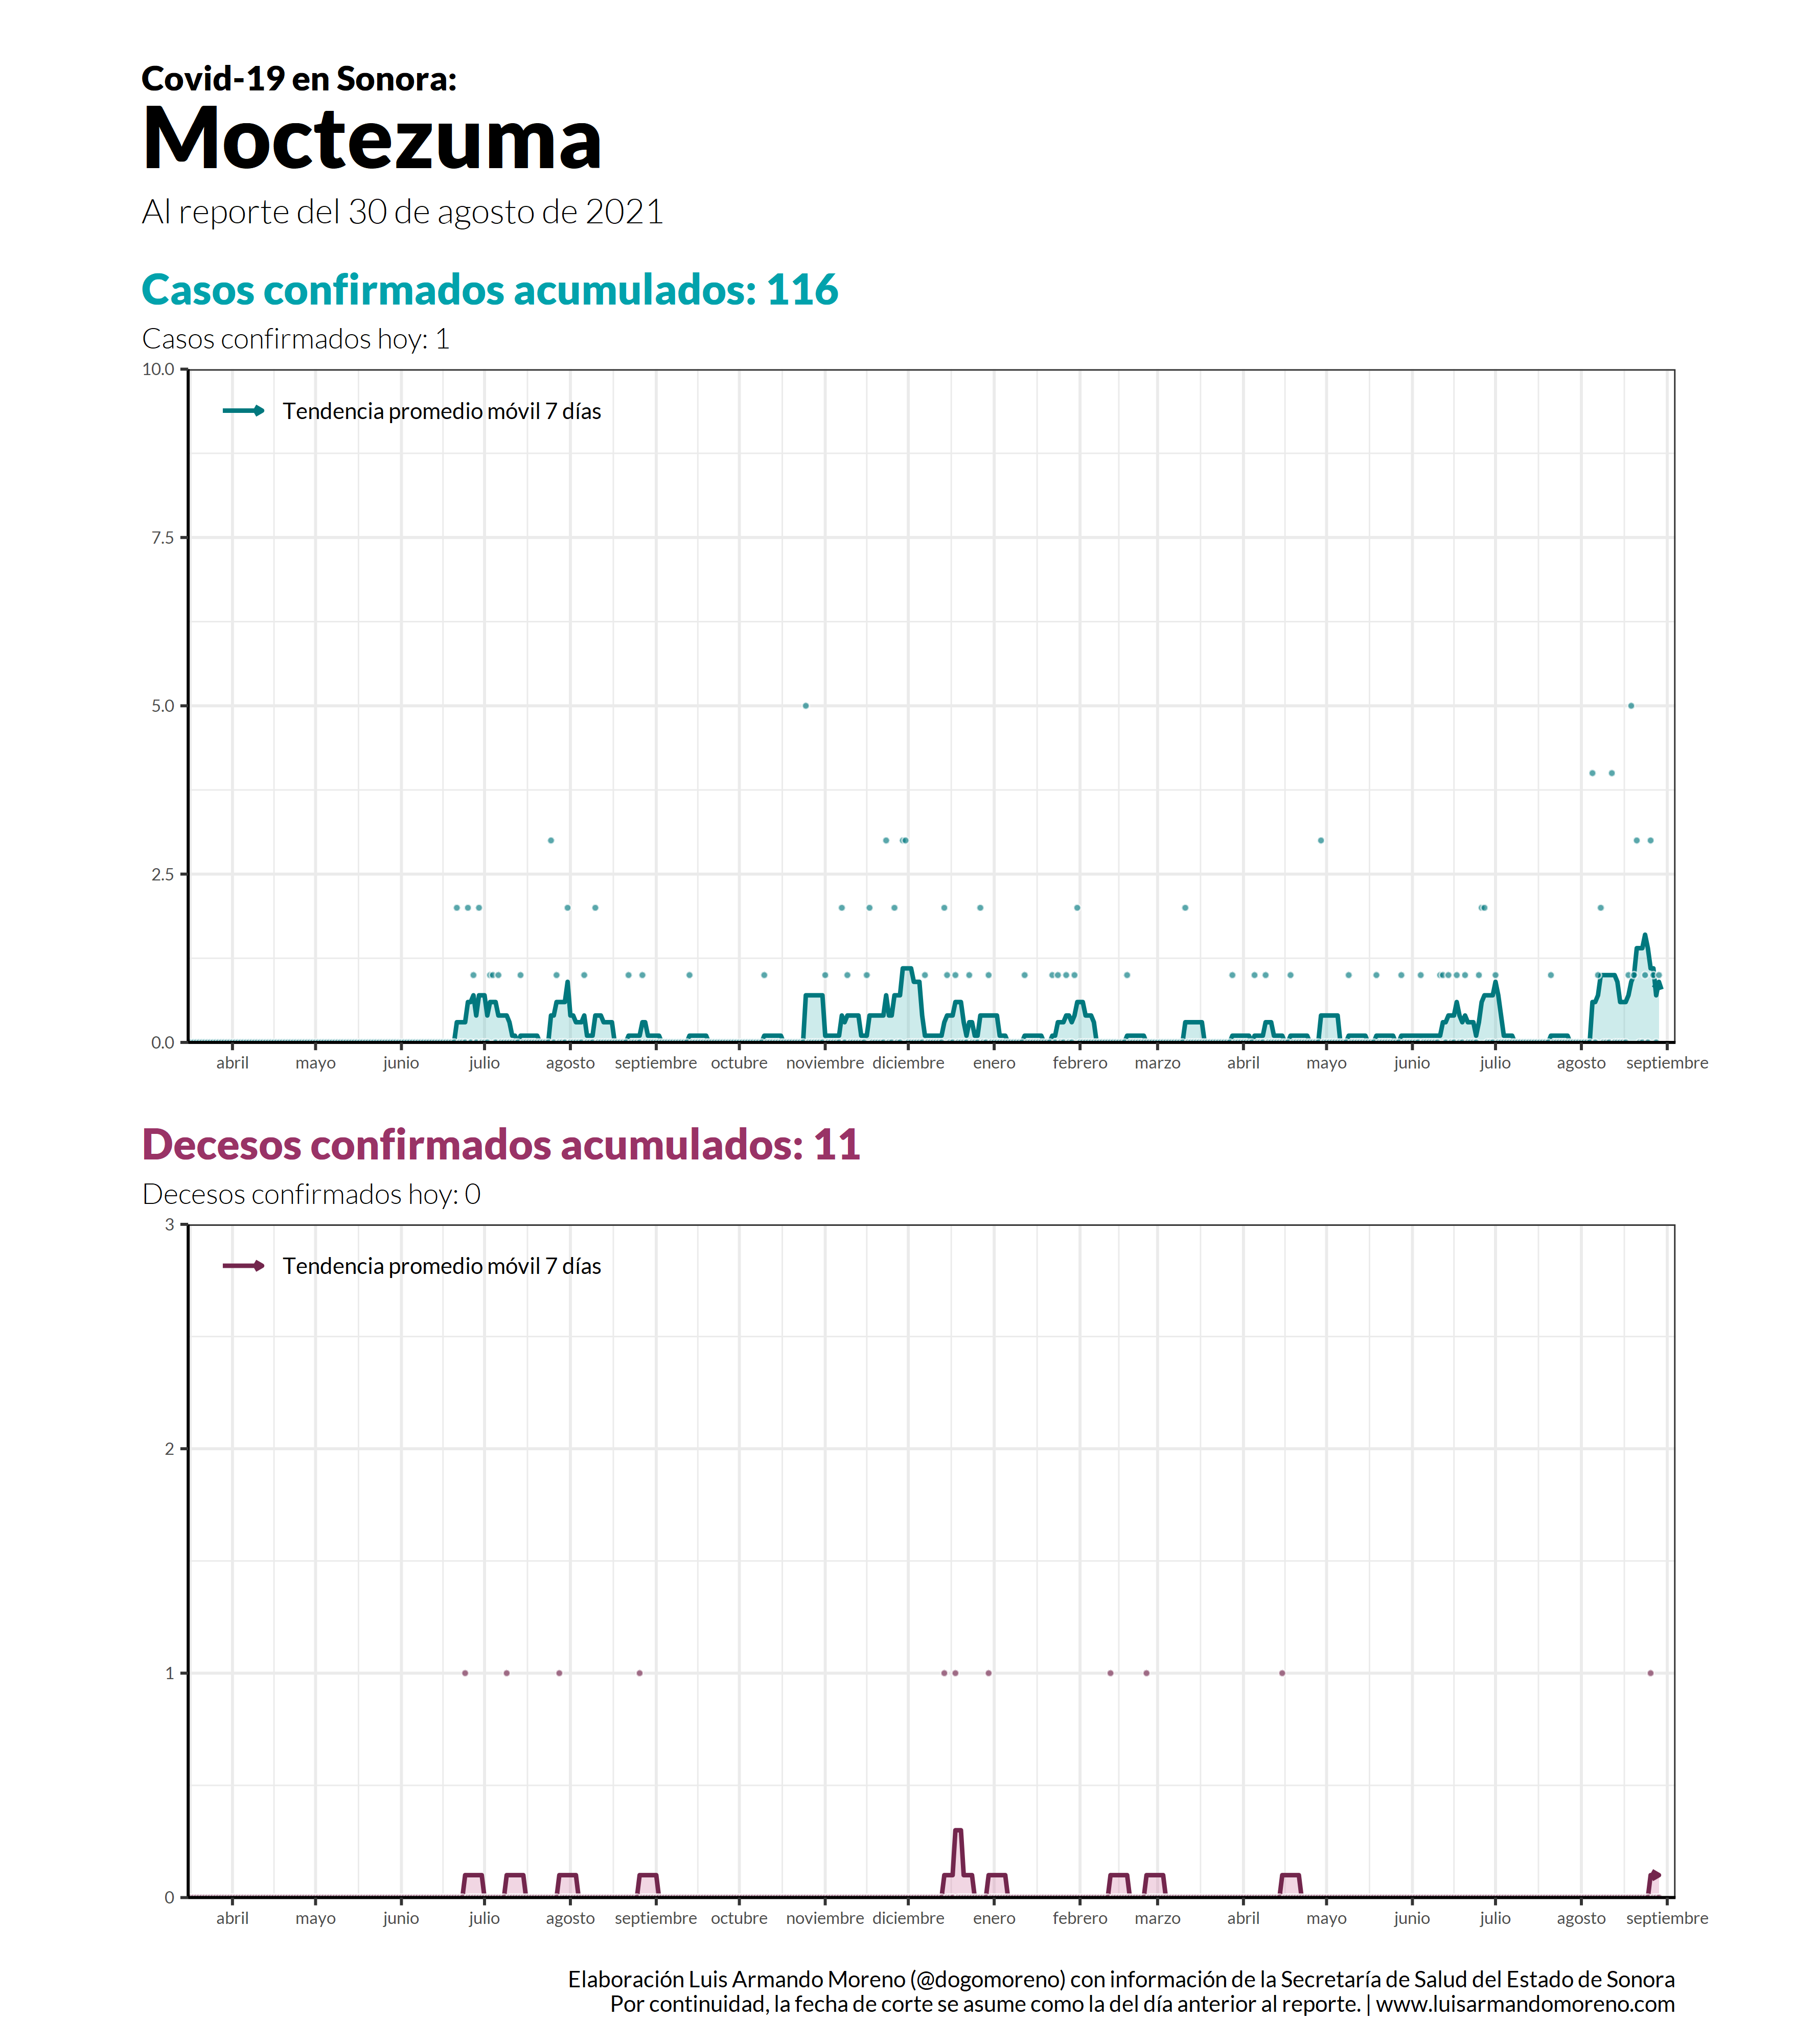 Covid-19 en Sonora:
Moctezuma
Al reporte del 30 de agosto de 2021
Casos confirmados acumulados: 116
Casos confirmados hoy: 1
10.0
Tendencia promedio móvil 7 días
7.5
5.0
2.5
0.0
abril mayo junio julio agosto septiembre octubre noviembre diciembre enero febrero marzo abril mayo junio julio agosto septiembre
Decesos confirmados acumulados: 11
Decesos confirmados hoy: 0
3
Tendencia promedio móvil 7 días
2
1
0
abril mayo junio julio agosto septiembre octubre noviembre diciembre enero febrero marzo abril mayo junio julio agosto septiembre
Elaboración Luis Armando Moreno (@dogomoreno) con información de la Secretaría de Salud del Estado de Sonora
Por continuidad, la fecha de corte se asume como la del día anterior al reporte. | www.luisarmandomoreno.com